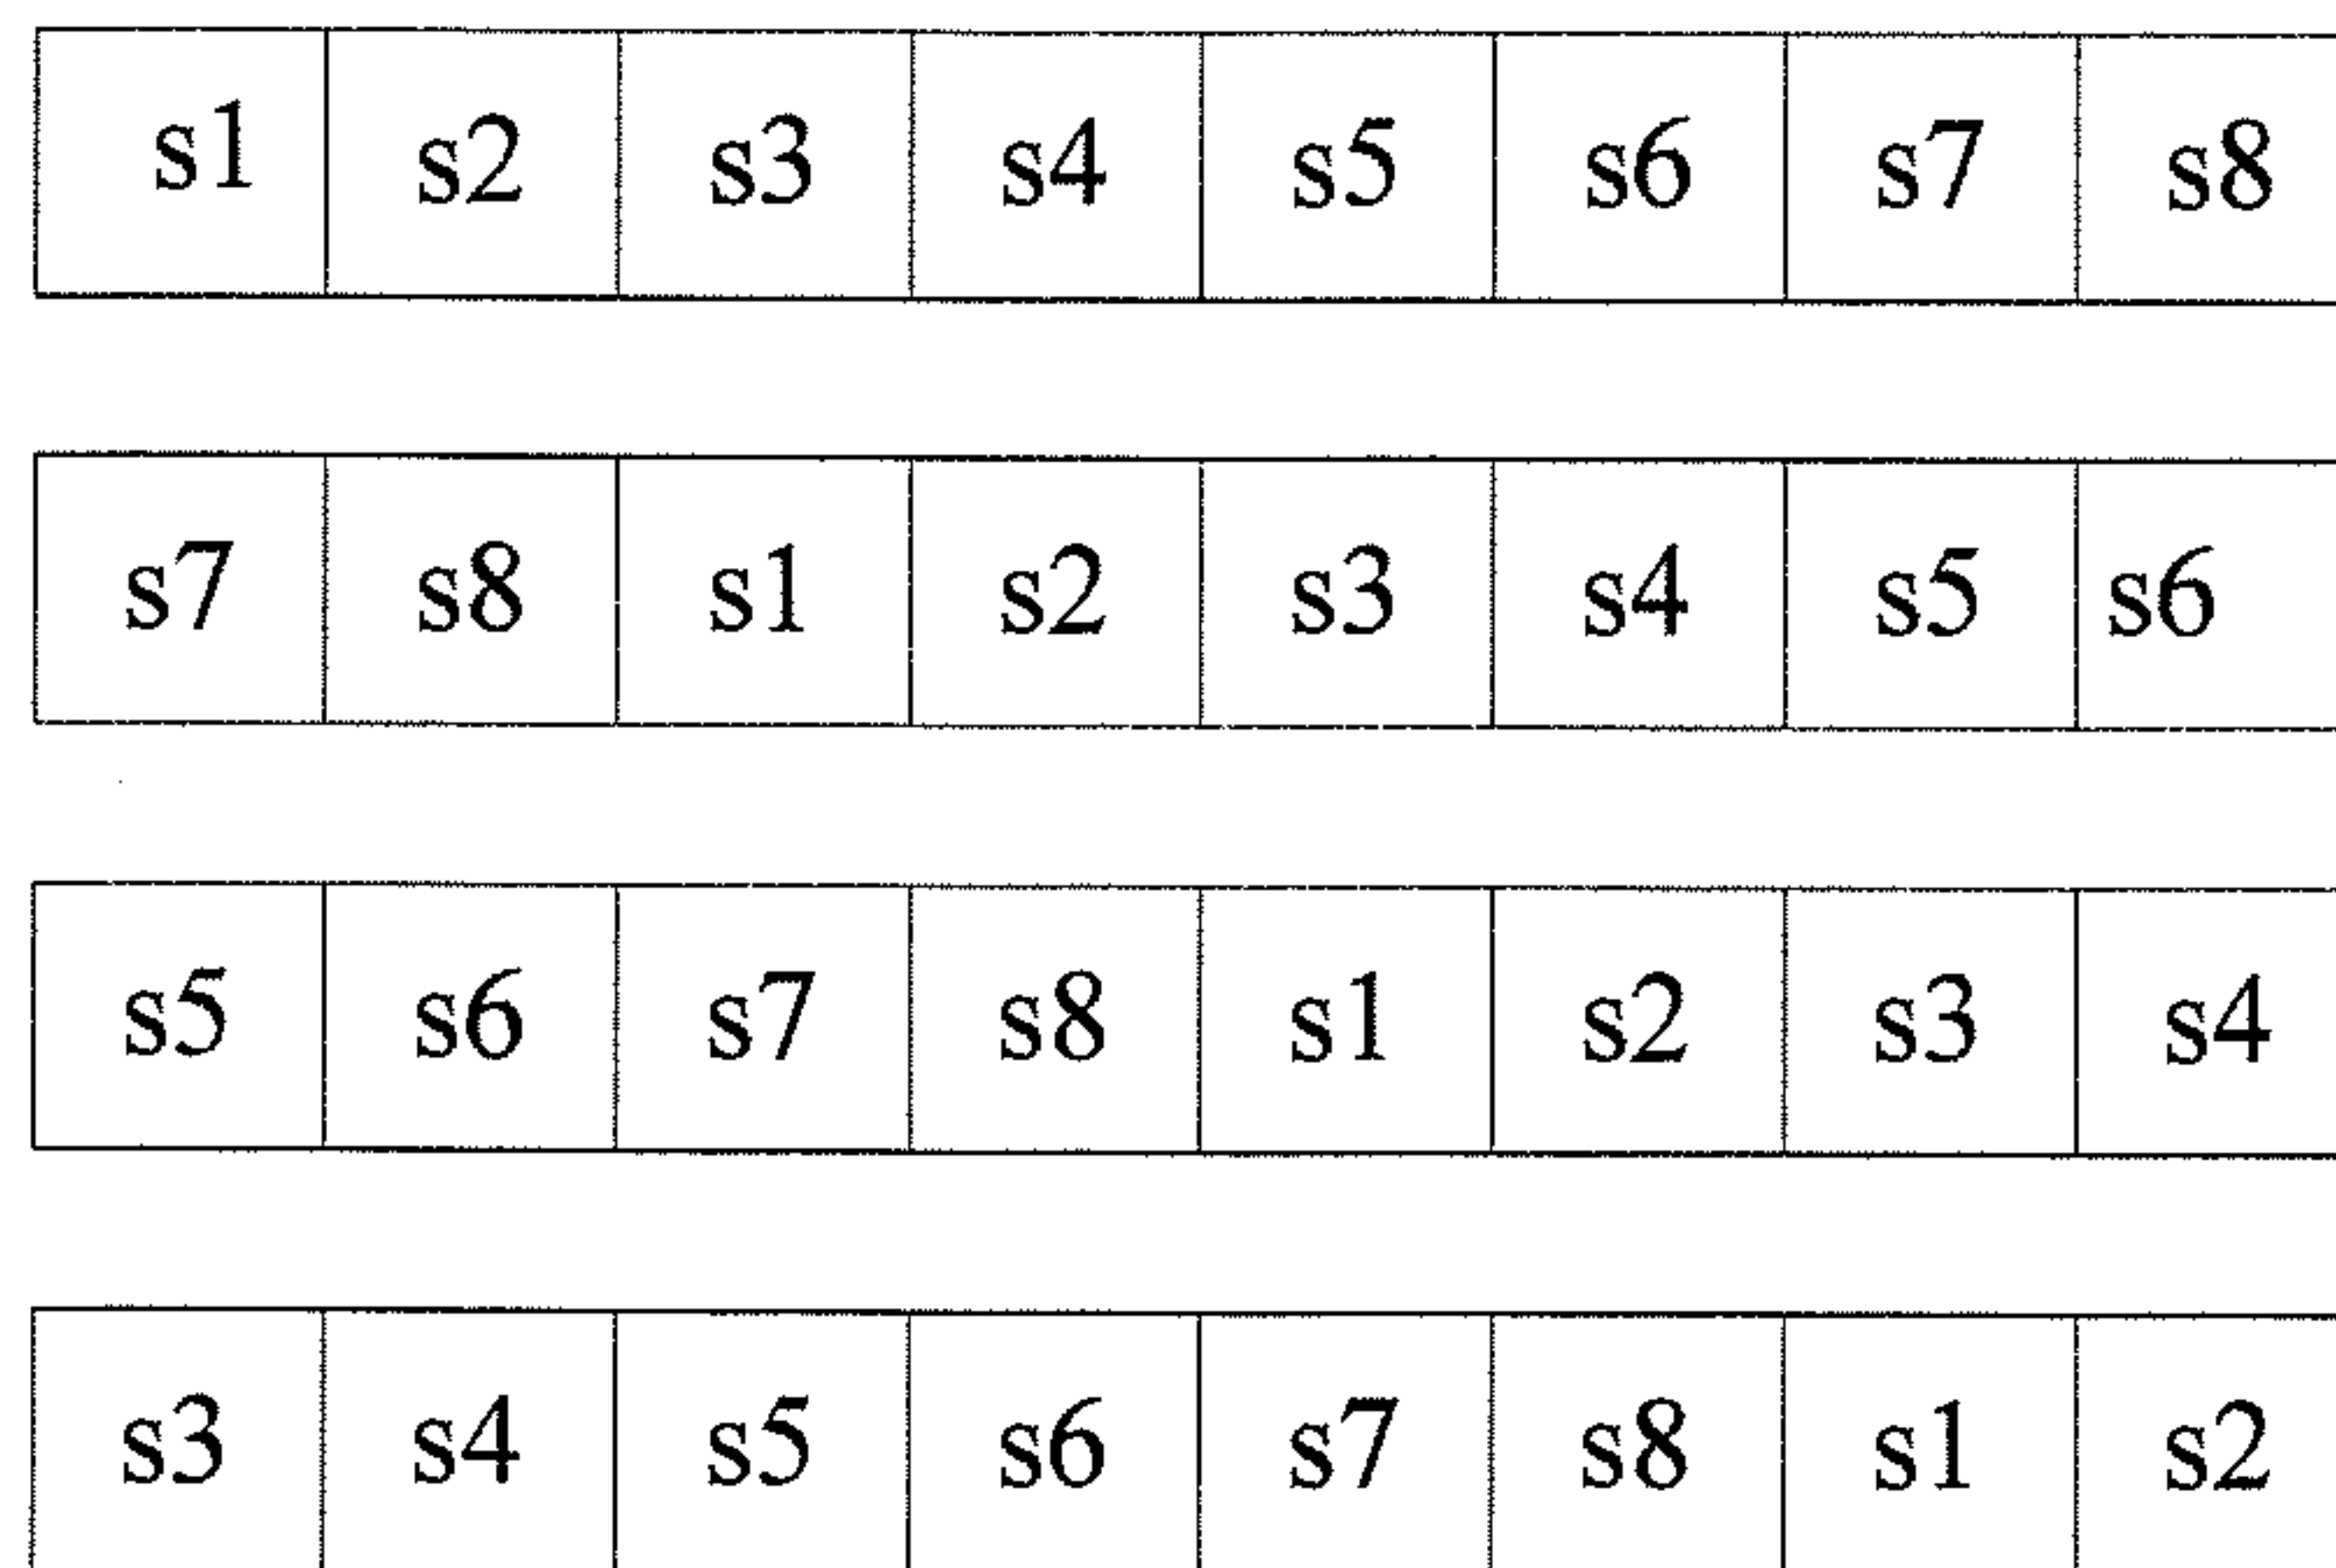 s1 s2 s3 s4 s5 s6 s7 s8
s7 s8 s1 s2 s3 s4 s5 s6
s5 s6 s7 s8 s1 s2 s3 s4
s3 s4 s5 s6 s7 s8 s1 s2